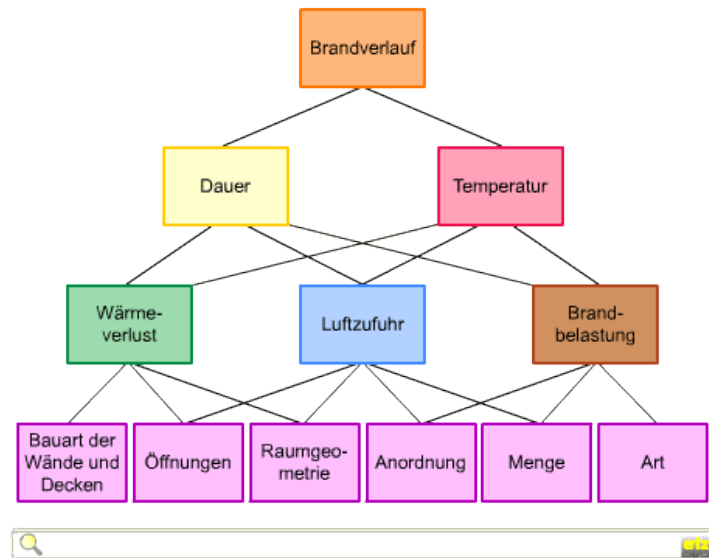 Brandverlauf
Dauer
Temperatur
Wärme-
verlust
Luftzufuhr
Brand-
belastung
Bauart der
Wände und
Decken
Öffnungen
Raumgeo-
metrie
Anordnung
Menge
Art